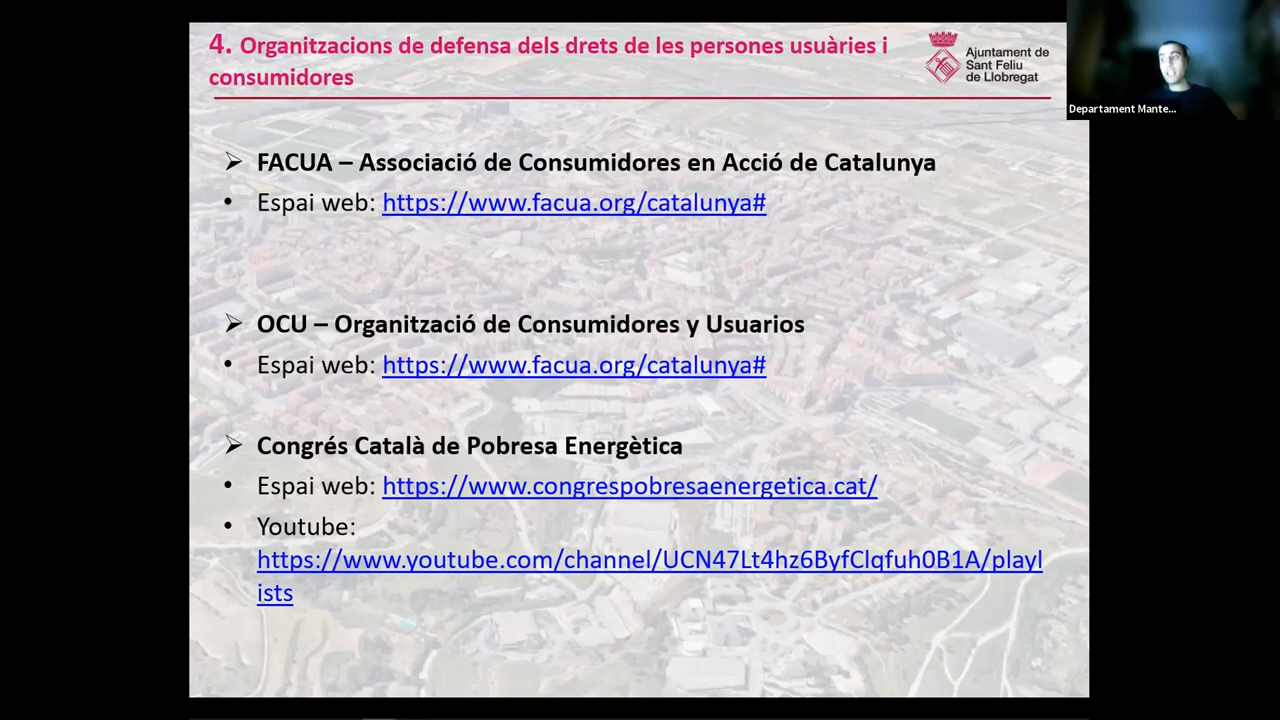 4. Organitzacions de defensa dels drets de les persones usuàries i
consumidores
Ajuntament de
Sant Feliu
de Llobregat
Departament Mante...
➢ FACUA – Associació de Consumidores en Acció de Catalunya
• Espai web: https://www.facua.org/catalunya#
➢ OCU – Organització de Consumidores y Usuarios
• Espai web: https://www.facua.org/catalunya#
➢ Congrés Català de Pobresa Energètica
• Espai web: https://www.congrespobresaenergetica.cat/
• Youtube:
https://www.youtube.com/channel/UCN47Lt4hz6ByfClqfuh0B1A/playl
ists